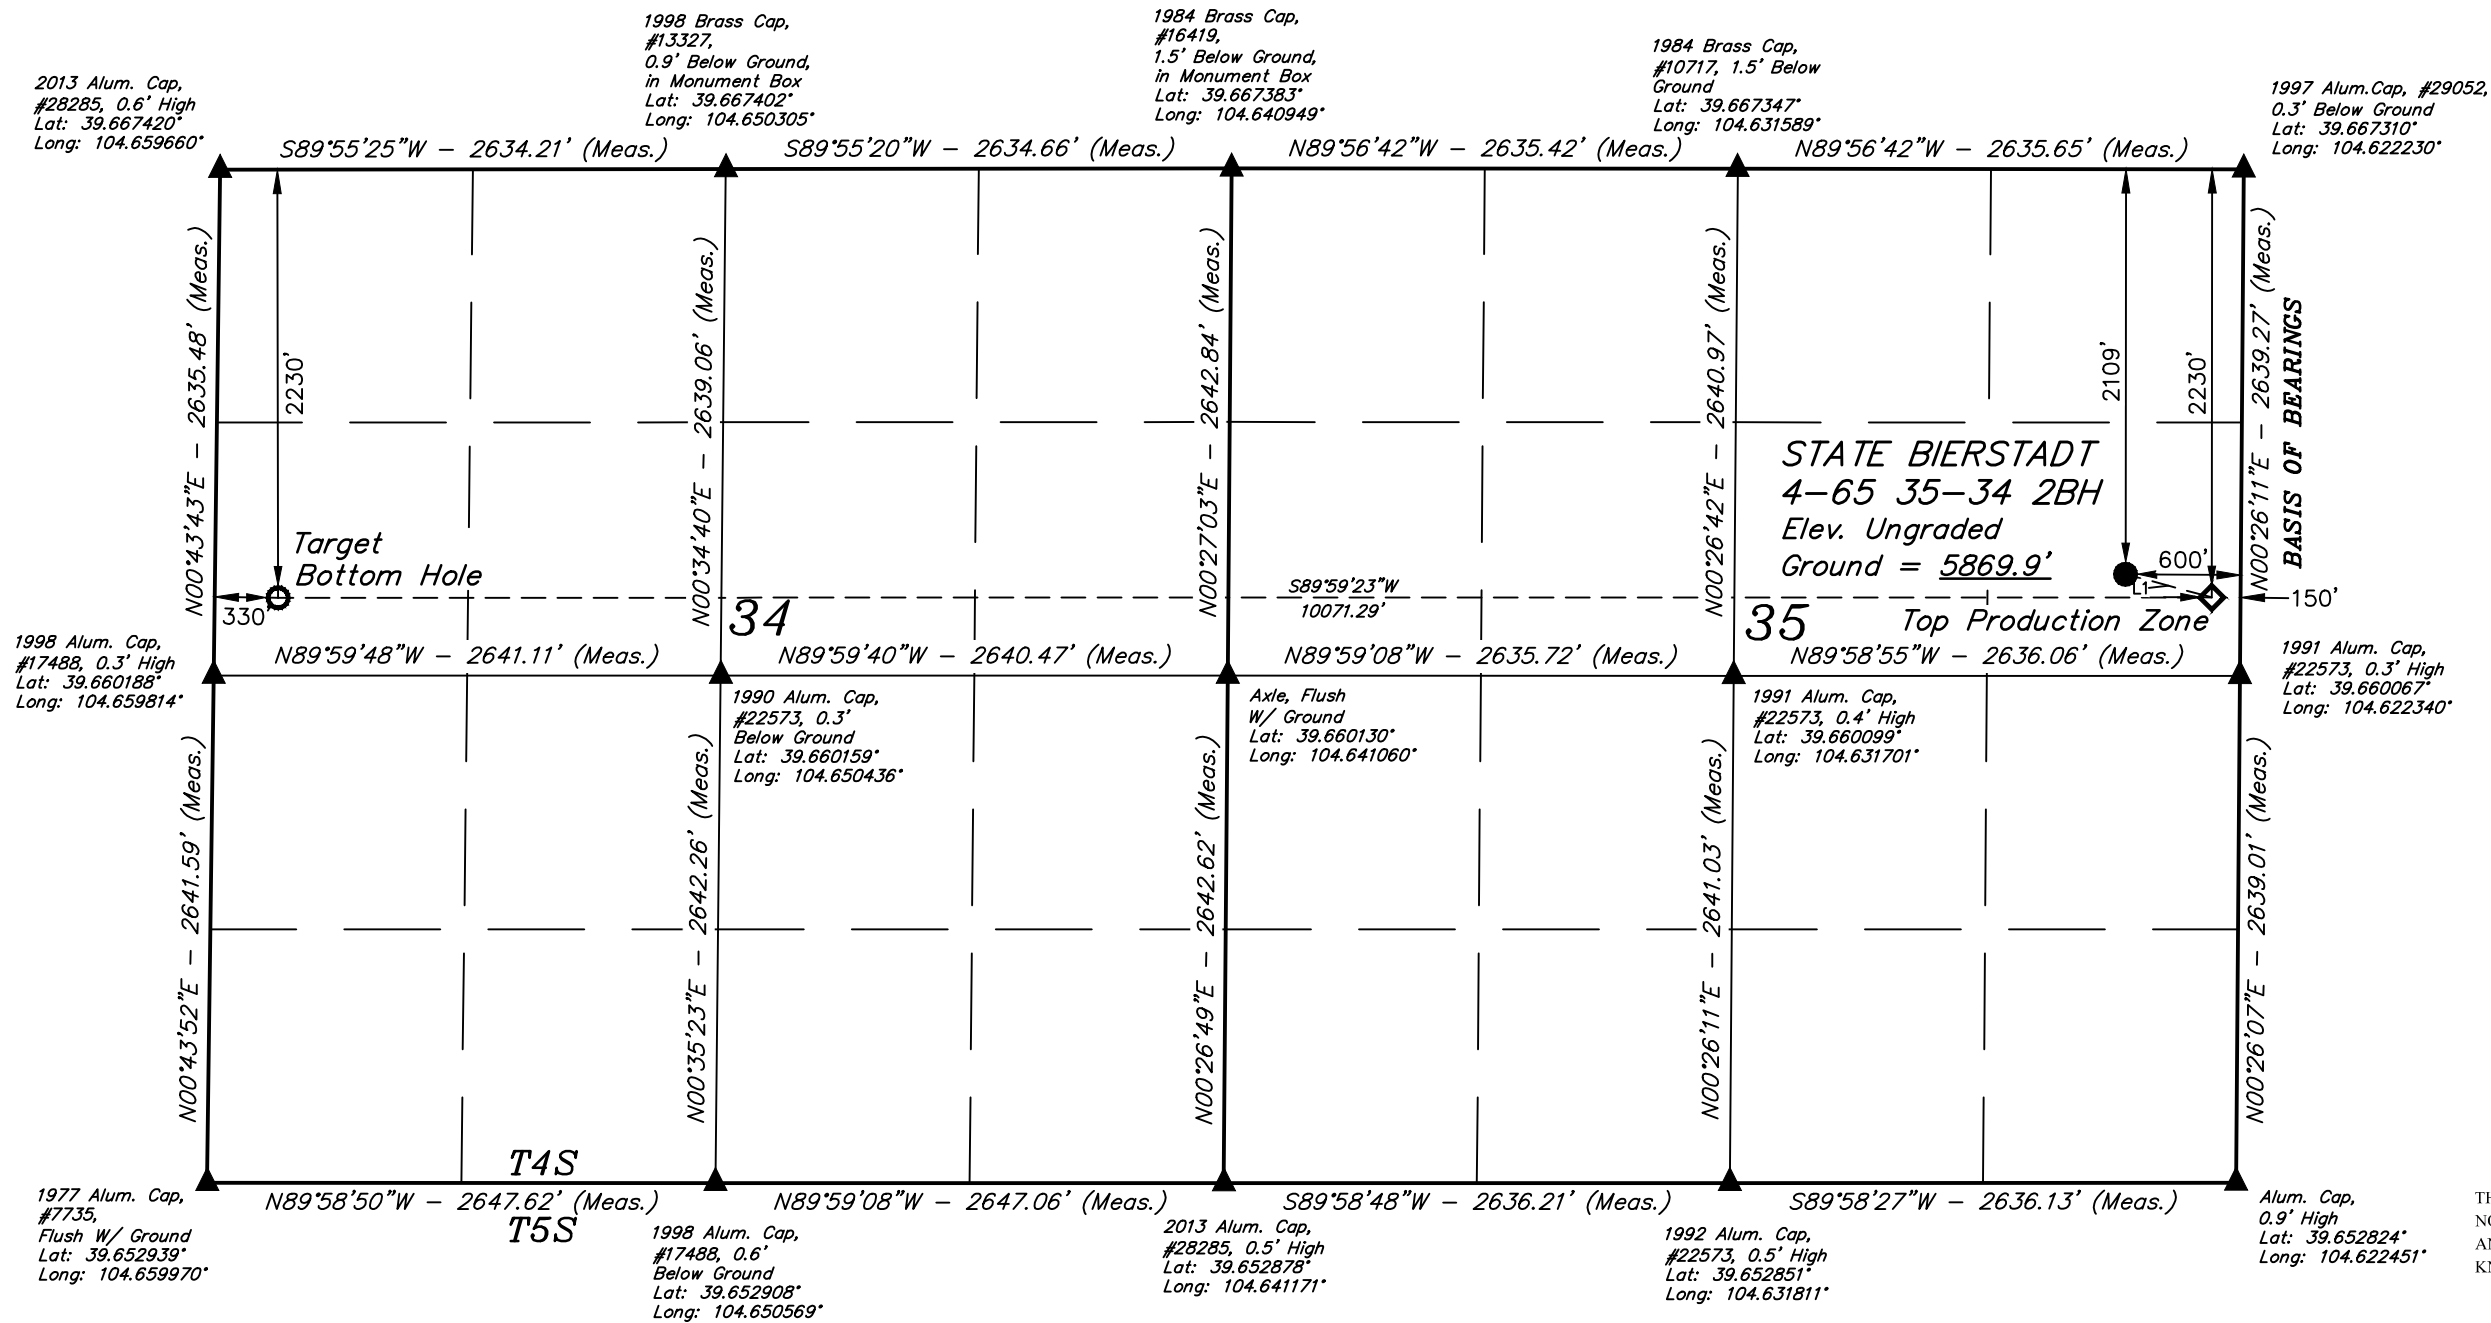 2013 Alum. Cap,
#28285, 0.6' High
Lat: 39.667420°
Long: 104.659660°
1998 Brass Cap,
#13327,
0.9' Below Ground,
in Monument Box
Lat: 39.667402°
Long: 104.650305°
1984 Brass Cap,
#16419,
1.5' Below Ground,
in Monument Box
Lat: 39.667383°
Long: 104.640949°
1984 Brass Cap,
#10717, 1.5' Below
Ground
Lat: 39.667347°
Long: 104.631589°
1997 Alum.Cap, #29052,
0.3' Below Ground
Lat: 39.667310°
Long: 104.622230°
S89°55'25"W – 2634.21' (Meas.)
S89°55'20"W – 2634.66' (Meas.)
N89°56'42"W – 2635.42' (Meas.)
N89°56'42"W – 2635.65' (Meas.)
N00°43'43"E – 2635.48' (Meas.)
2230'
N00°34'40"E – 2639.06' (Meas.)
N00°27'03"E – 2642.84' (Meas.)
N00°26'42"E – 2640.97' (Meas.)
2109'
2230'
N00°26'11"E – 2639.27' (Meas.)
BASIS OF BEARINGS
STATE BIERSTADT
4–65 35–34 2BH
Elev. Ungraded
Ground = 5869.9'
Target
Bottom Hole
330'
600'
L1
150'
S89°59'23"W
10071.29'
34
35
Top Production Zone
1998 Alum. Cap,
#17488, 0.3' High
Lat: 39.660188°
Long: 104.659814°
N89°59'48"W – 2641.11' (Meas.)
N89°59'40"W – 2640.47' (Meas.)
N89°59'08"W – 2635.72' (Meas.)
N89°58'55"W – 2636.06' (Meas.)
1990 Alum. Cap,
#22573, 0.3'
Below Ground
Lat: 39.660159°
Long: 104.650436°
Axle, Flush
W/ Ground
Lat: 39.660130°
Long: 104.641060°
1991 Alum. Cap,
#22573, 0.4' High
Lat: 39.660099°
Long: 104.631701°
1991 Alum. Cap,
#22573, 0.3' High
Lat: 39.660067°
Long: 104.622340°
N00°43'52"E – 2641.59' (Meas.)
N00°35'23"E – 2642.26' (Meas.)
N00°26'49"E – 2642.62' (Meas.)
N00°26'11"E – 2641.03' (Meas.)
N00°26'07"E – 2639.01' (Meas.)
T4S
N89°58'50"W – 2647.62' (Meas.)
N89°59'08"W – 2647.06' (Meas.)
S89°58'48"W – 2636.21' (Meas.)
S89°58'27"W – 2636.13' (Meas.)
T5S
1977 Alum. Cap,
#7735,
Flush W/ Ground
Lat: 39.652939°
Long: 104.659970°
1998 Alum. Cap,
#17488, 0.6'
Below Ground
Lat: 39.652908°
Long: 104.650569°
2013 Alum. Cap,
#28285, 0.5' High
Lat: 39.652878°
Long: 104.641171°
1992 Alum. Cap,
#22573, 0.5' High
Lat: 39.652851°
Long: 104.631811°
Alum. Cap,
0.9' High
Lat: 39.652824°
Long: 104.622451°